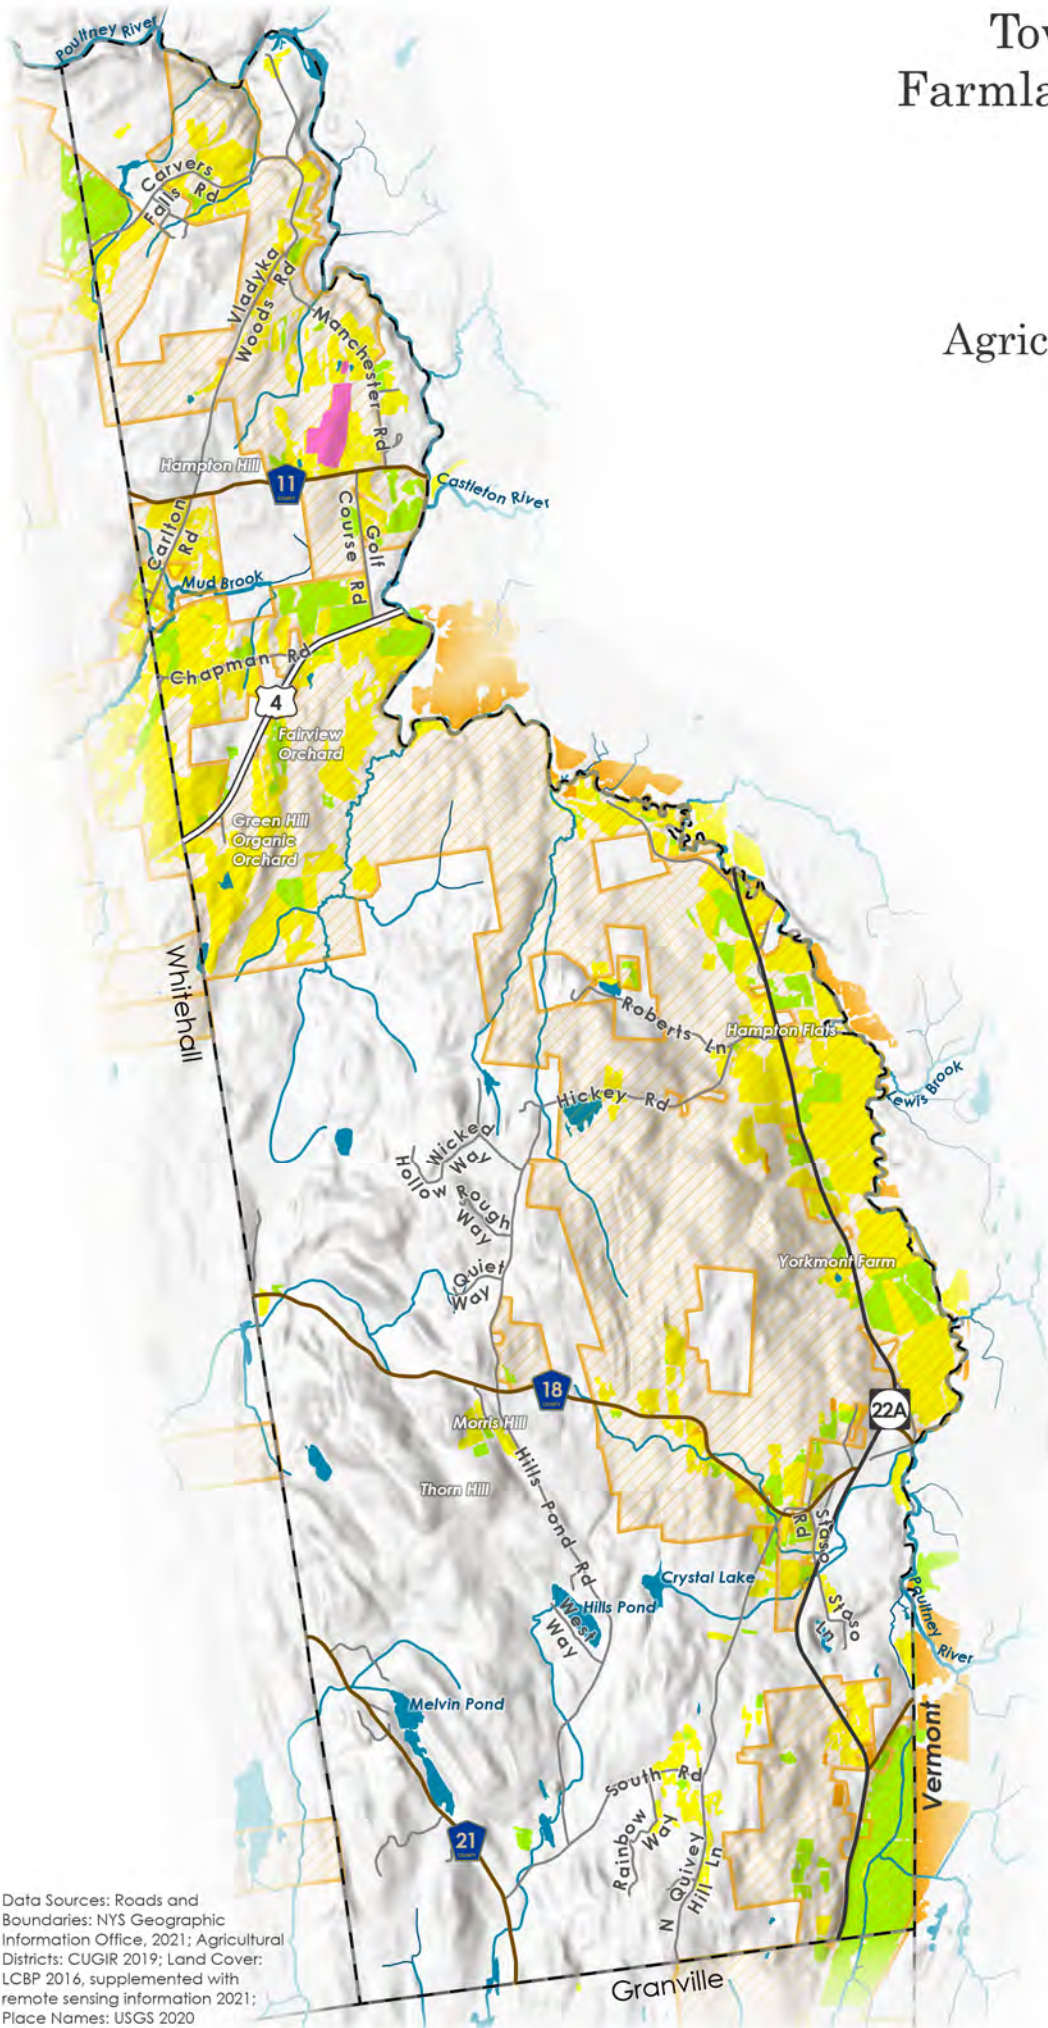 Tov
Farmla
Agric
Poultney River
Carvers
Falls Rd
Vladyka
Woods Rd
Manchester Rd
Hampton Hill
11
COUNTY
Castleton River
Carlton
Rd
Golf
Course Rd
Mud Brook
Chapman Rd
4
Fairview
Orchard
Green Hill
Organic
Orchard
Whitehall
Roberts Ln
Hampton Flats
Hickey Rd
Lewis Brook
Wicked
Way
Hollow
Rough
Way
Quiet
Way
Yorkmont Farm
18
COUNTY
22A
Morris Hill
Thorn Hill
Hills Pond Rd
Staso
Rd
Crystal Lake
Hills Pond
West
Way
Staso
Ln
Poultney
River
Melvin Pond
Vermont
South Rd
Rainbow
Way
N Quivey
Hill Ln
21
COUNTY
Granville
Data Sources: Roads and
Boundaries: NYS Geographic
Information Office, 2021; Agricultural
Districts: CUGIR 2019; Land Cover:
LCBP 2016, supplemented with
remote sensing information 2021;
Place Names: USGS 2020